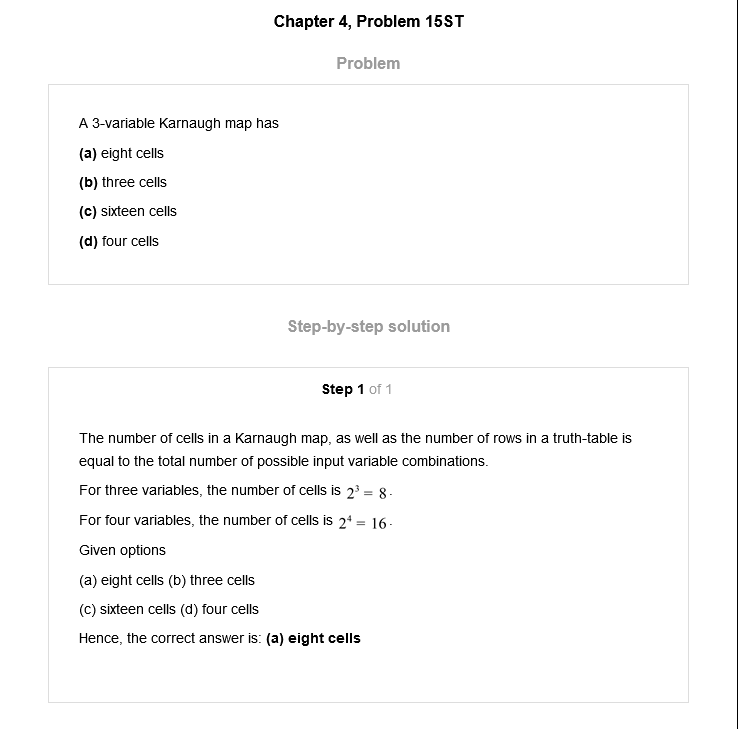 Chapter 4, Problem 15ST
Problem
A 3-variable Karnaugh map has
(a) eight cells
(b) three cells
(c) sixteen cells
(d) four cells
Step-by-step solution
Step 1 of 1
The number of cells in a Karnaugh map, as well as the number of rows in a truth-table is
equal to the total number of possible input variable combinations.
For three variables, the number of cells is 2³ = 8.
For four variables, the number of cells is 2⁴ = 16.
Given options
(a) eight cells (b) three cells
(c) sixteen cells (d) four cells
Hence, the correct answer is: (a) eight cells